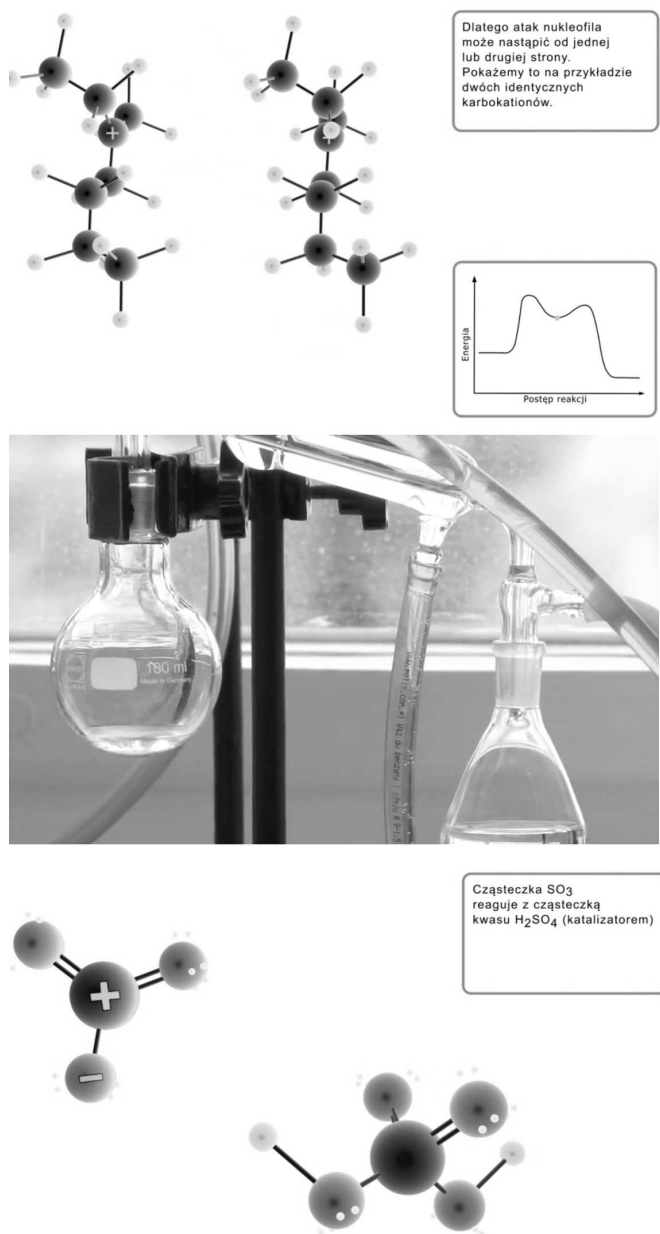 Dlatego atak nukleofila
może nastąpić od jednej
lub drugiej strony.
Pokażemy to na przykładzie
dwóch identycznych
karbokationów.
Energia
Postęp reakcji
100 ml
Made in Germany
Cząsteczka SO3
reaguje z cząsteczką
kwasu H2SO4 (katalizatorem)